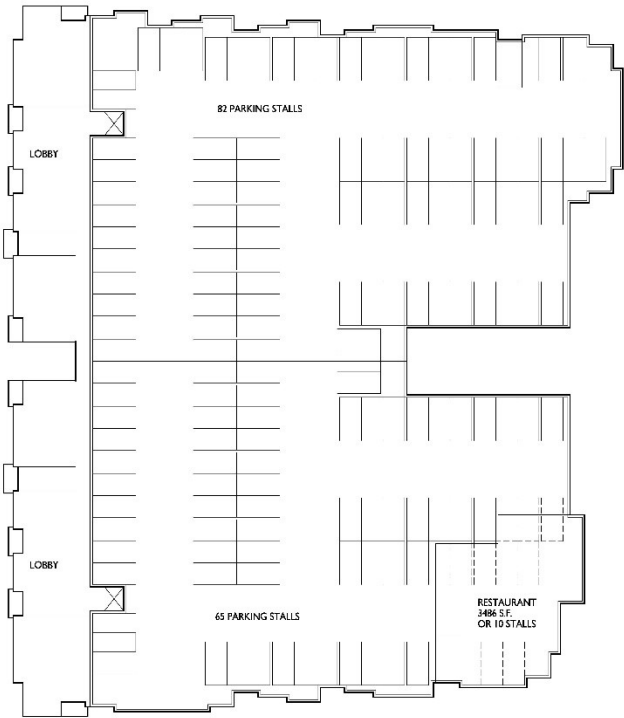 82 PARKING STALLS
LOBBY
LOBBY
RESTAURANT
3486 S.F.
OR 10 STALLS
65 PARKING STALLS